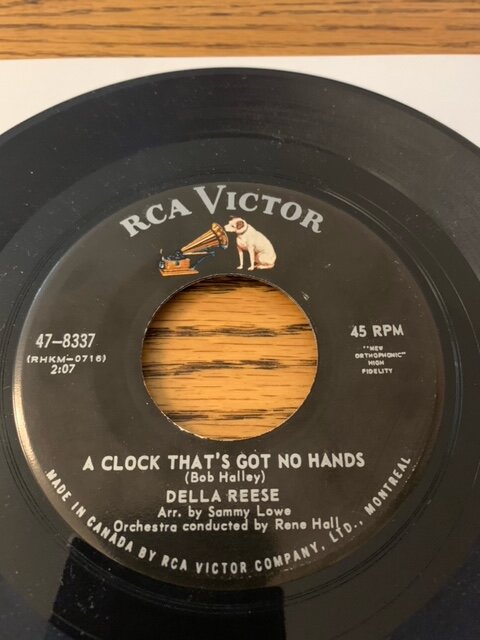 RCA VICTOR
47-8337
(RHKM-0716)
2:07
45 RPM
"NEW
ORTHOPHONIC"
HIGH
FIDELITY
A CLOCK THAT'S GOT NO HANDS
(Bob Halley)
DELLA REESE
Arr. by Sammy Lowe
Orchestra conducted by Rene Hall
MADE IN CANADA BY RCA VICTOR COMPANY, LTD., MONTREAL